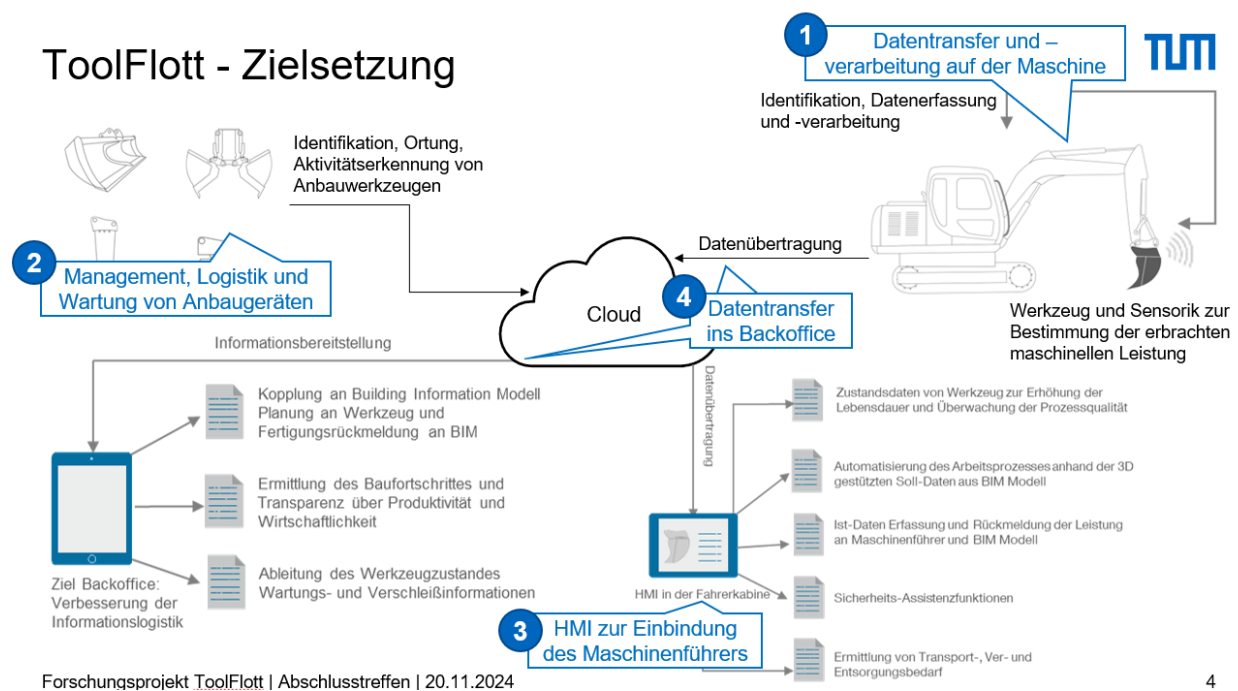 ToolFlott - Zielsetzung
1
Datentransfer und –
verarbeitung auf der Maschine
TUM
Identifikation, Datenerfassung
und -verarbeitung
Identifikation, Ortung,
Aktivitätserkennung von
Anbauwerkzeugen
2
Management, Logistik und
Wartung von Anbaugeräten
Datenübertragung
Cloud
4
Datentransfer
ins Backoffice
Werkzeug und Sensorik zur
Bestimmung der erbrachten
maschinellen Leistung
Informationsbereitstellung
Datenübertragung
Kopplung an Building Information Modell
Planung an Werkzeug und
Fertigungsrückmeldung an BIM
Ermittlung des Baufortschrittes und
Transparenz über Produktivität und
Wirtschaftlichkeit
Ableitung des Werkzeugzustandes
Wartungs- und Verschleißinformationen
Ziel Backoffice:
Verbesserung der
Informationslogistik
Zustandsdaten von Werkzeug zur Erhöhung der
Lebensdauer und Überwachung der Prozessqualität
Automatisierung des Arbeitsprozesses anhand der 3D
gestützten Soll-Daten aus BIM Modell
Ist-Daten Erfassung und Rückmeldung der Leistung
an Maschinenführer und BIM Modell
HMI in der Fahrerkabine
Sicherheits-Assistenzfunktionen
3
HMI zur Einbindung
des Maschinenführers
Ermittlung von Transport-, Ver- und
Entsorgungsbedarf
Forschungsprojekt ToolFlott | Abschlusstreffen | 20.11.2024
4